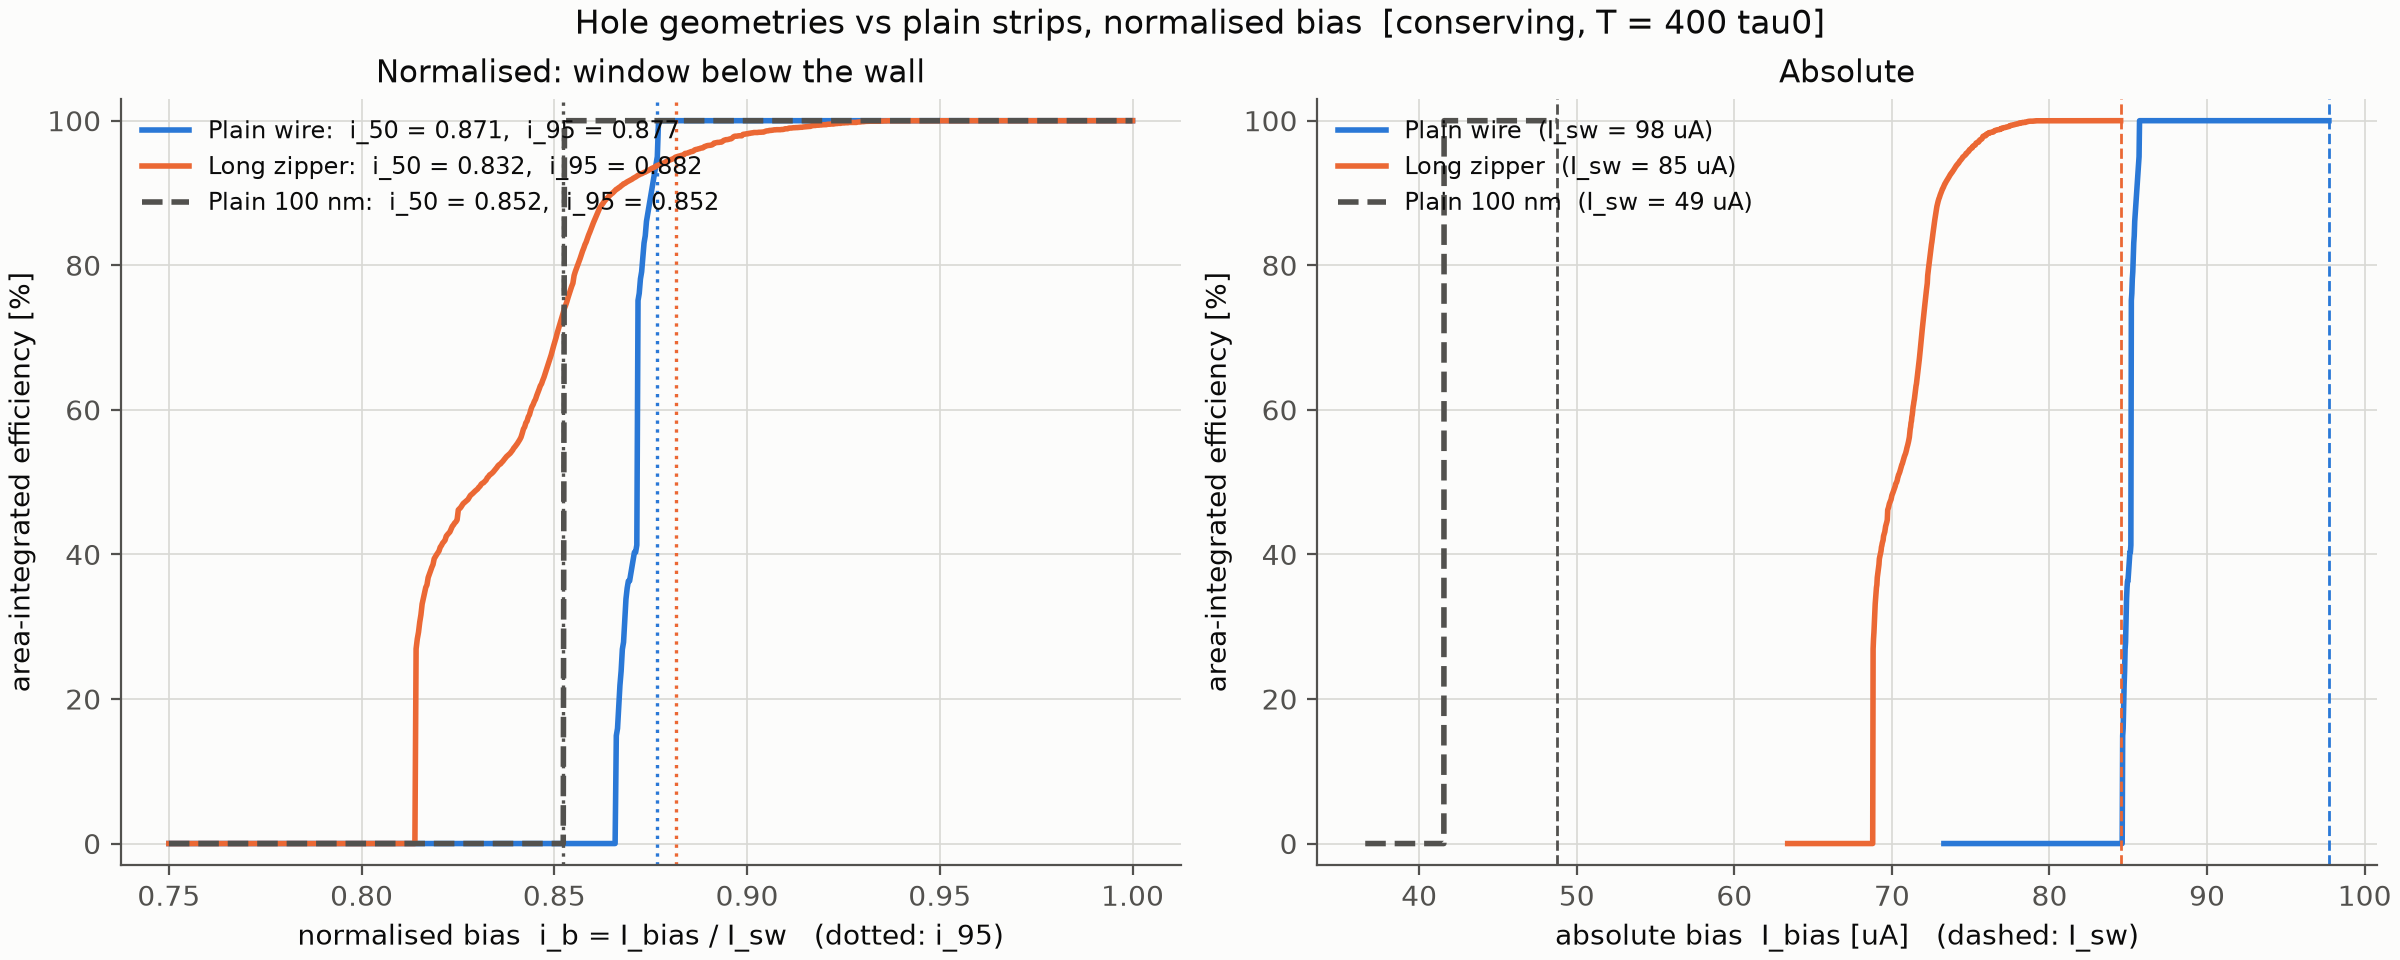 Hole geometries vs plain strips, normalised bias  [conserving, T = 400 tau0]
Normalised: window below the wall
Plain wire:  i_50 = 0.871,  i_95 = 0.877
Long zipper:  i_50 = 0.832,  i_95 = 0.882
Plain 100 nm:  i_50 = 0.852,  i_95 = 0.852
area-integrated efficiency [%]
100
80
60
40
20
0
0.75 0.80 0.85 0.90 0.95 1.00
normalised bias  i_b = I_bias / I_sw   (dotted: i_95)
Absolute
Plain wire  (I_sw = 98 uA)
Long zipper  (I_sw = 85 uA)
Plain 100 nm  (I_sw = 49 uA)
area-integrated efficiency [%]
100
80
60
40
20
0
40 50 60 70 80 90 100
absolute bias  I_bias [uA]   (dashed: I_sw)